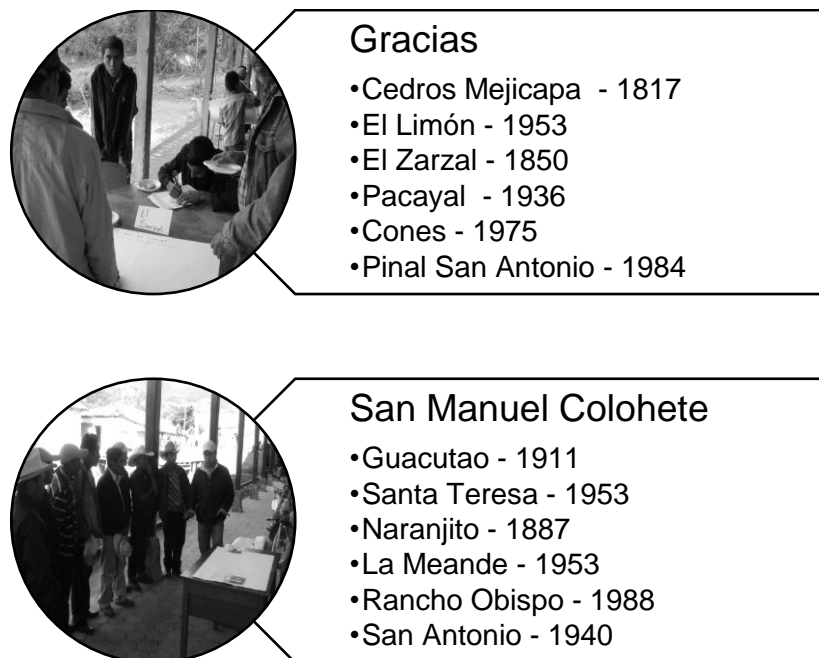 Gracias
•Cedros Mejicapa - 1817
•El Limón - 1953
•El Zarzal - 1850
•Pacayal - 1936
•Cones - 1975
•Pinal San Antonio - 1984
El
San Manuel Colohete
•Guacutao - 1911
•Santa Teresa - 1953
•Naranjito - 1887
•La Meande - 1953
•Rancho Obispo - 1988
•San Antonio - 1940